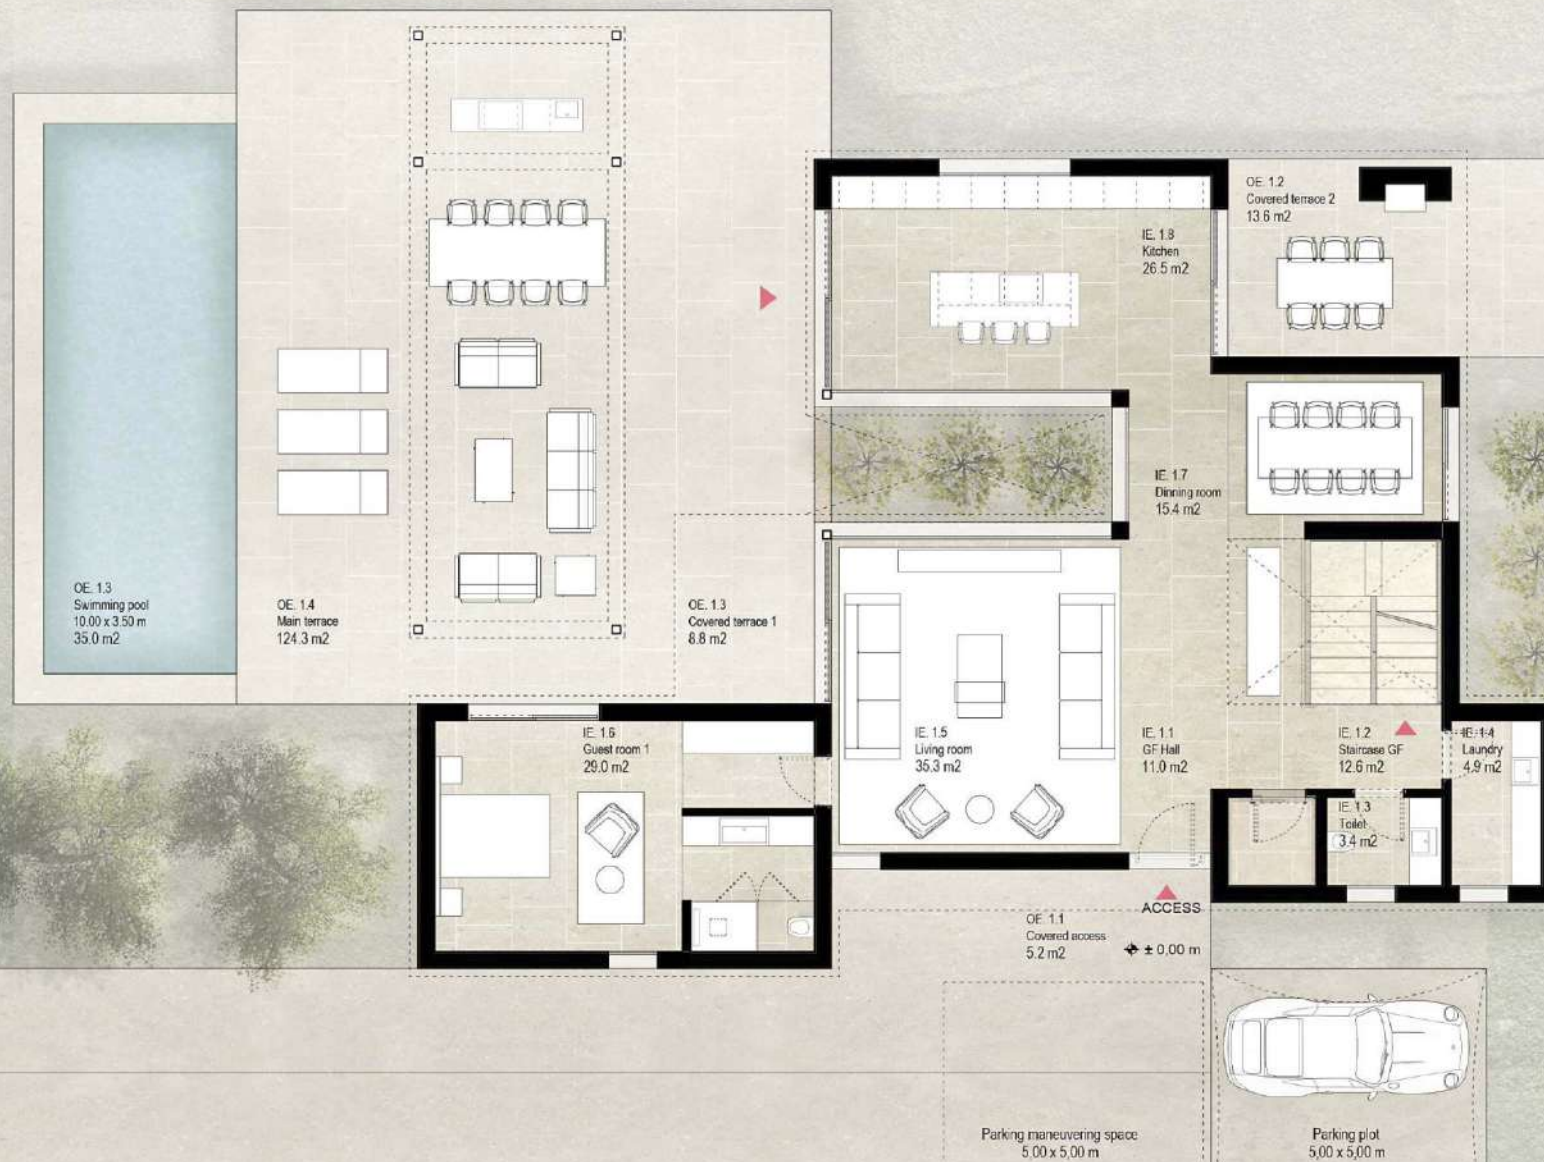 OE. 1.2
Covered terrace 2
13.6 m2
IE. 1.8
Kitchen
26.5 m2
IE. 1.7
Dinning room
15.4 m2
OE. 1.3
Swimming pool
10.00 x 3.50 m
35.0 m2
OE. 1.4
Main terrace
124.3 m2
OE. 1.3
Covered terrace 1
8.8 m2
IE. 1.6
Guest room 1
29.0 m2
IE. 1.5
Living room
35.3 m2
IE. 1.1
GF Hall
11.0 m2
IE. 1.2
Staircase GF
12.6 m2
IE. 1.4
Laundry
4.9 m2
IE. 1.3
Toilet
3.4 m2
ACCESS
OE. 1.1
Covered access
5.2 m2
± 0,00 m
Parking maneuvering space
5,00 x 5,00 m
Parking plot
5,00 x 5,00 m